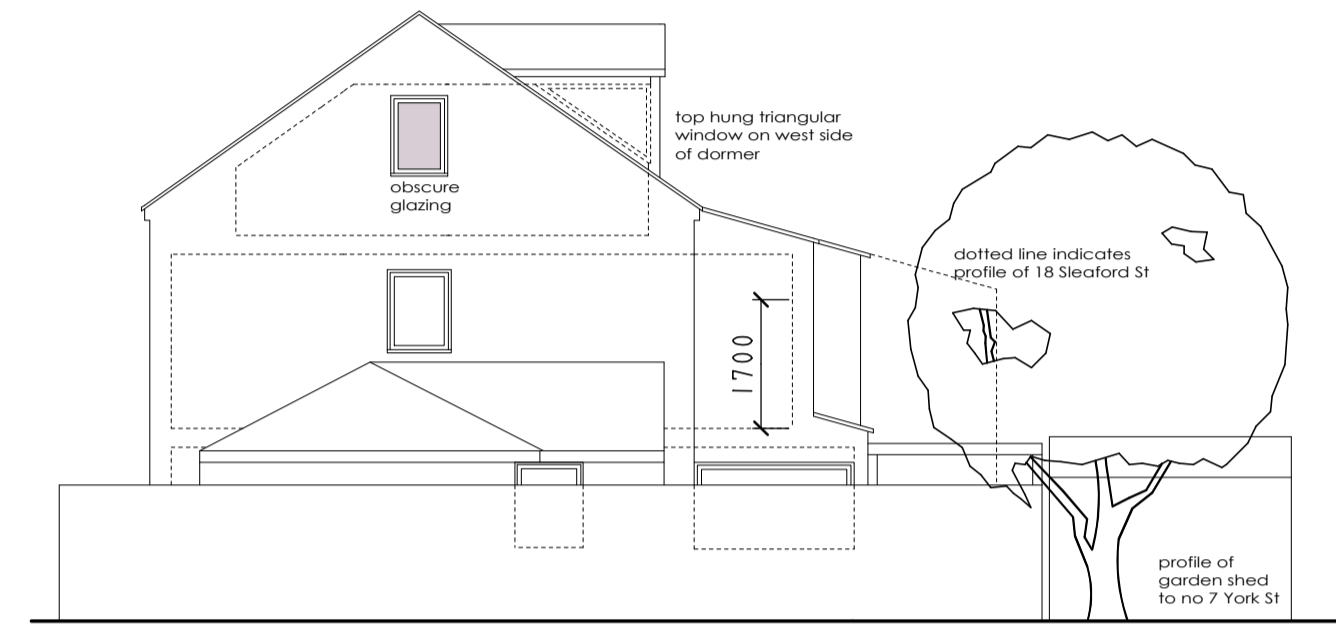 top hung triangular
window on west side
of dormer
obscure
glazing
dotted line indicates
profile of 18 Sleaford St
1700
profile of
garden shed
to no 7 York St